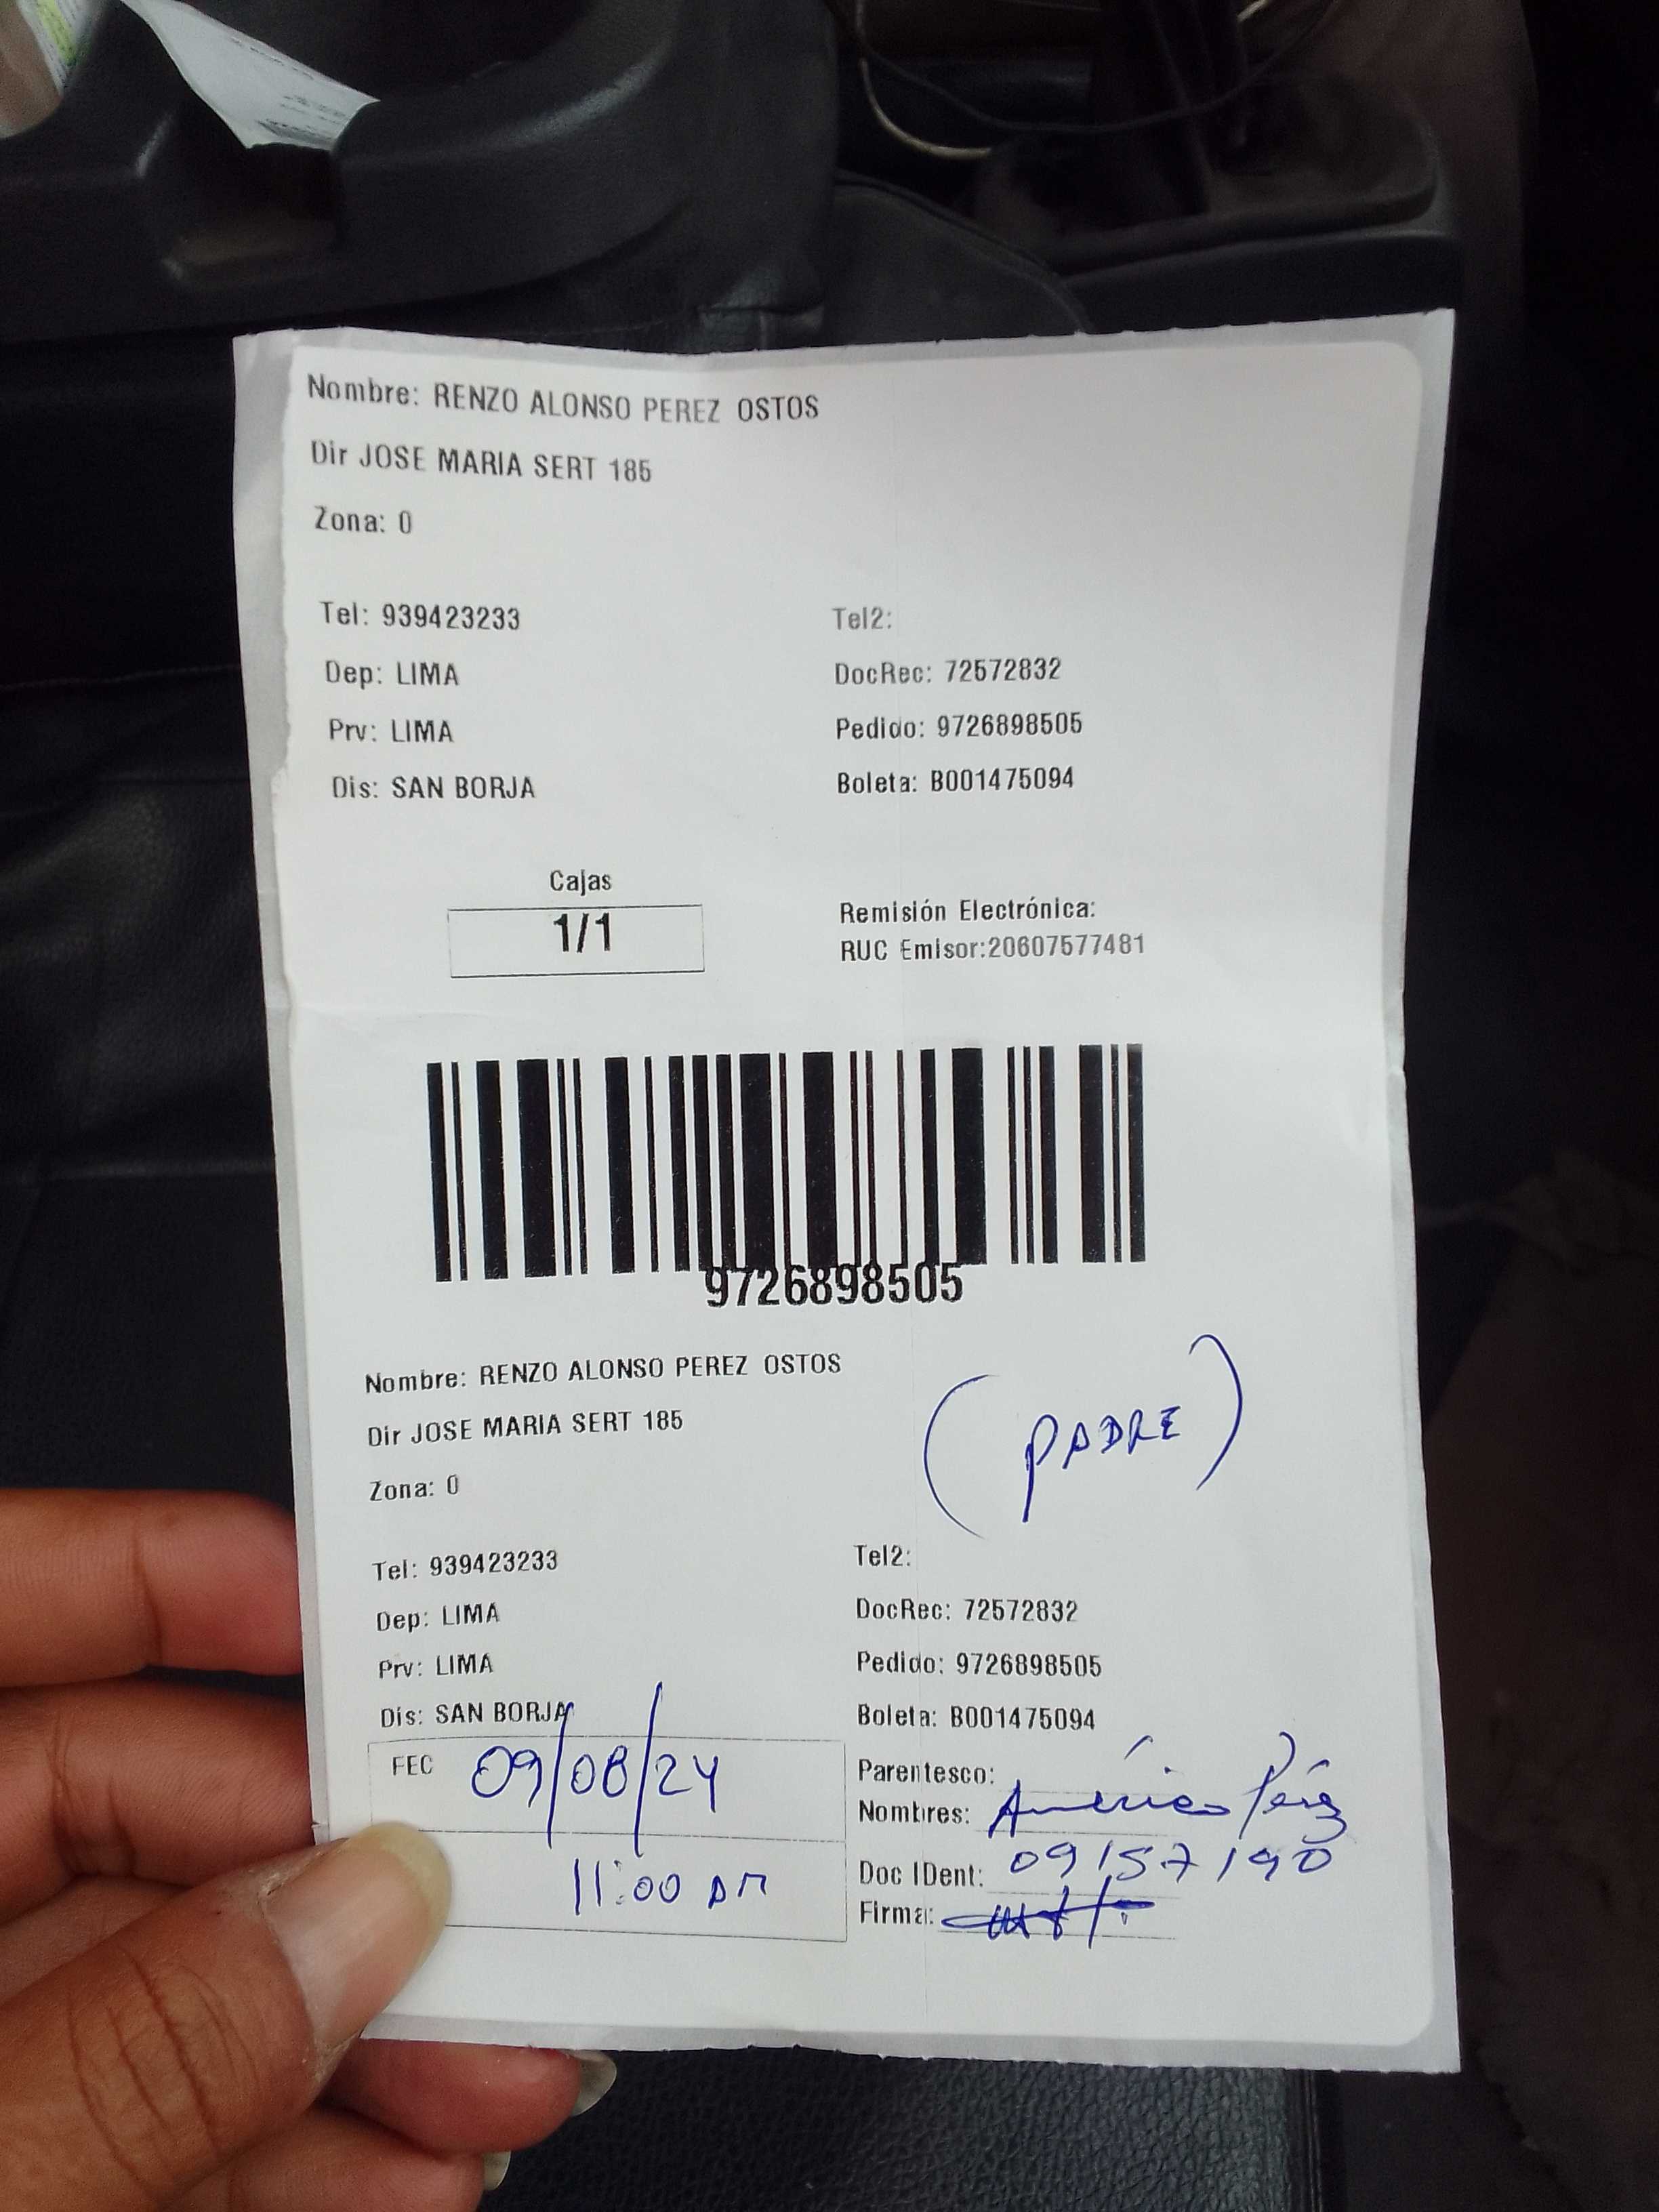 Nombre: RENZO ALONSO PEREZ OSTOS
Dir JOSE MARIA SERT 185
Zona: 0
Tel: 939423233 Tel2:
Dep: LIMA DocRec: 72572832
Prv: LIMA Pedido: 9726898505
Dis: SAN BORJA Boleta: B001475094
Cajas
1/1
Remisión Electrónica:
RUC Emisor:20607577481
9726898505
Nombre: RENZO ALONSO PEREZ OSTOS
Dir JOSE MARIA SERT 185
(PADRE)
Zona: 0
Tel: 939423233 Tel2:
Dep: LIMA DocRec: 72572832
Prv: LIMA Pedido: 9726898505
Dis: SAN BORJA Boleta: B001475094
FEC 09/08/24
Parentesco:
Nombres: Américo Pérez
11:00 AM
Doc IDent: 09157190
Firma: